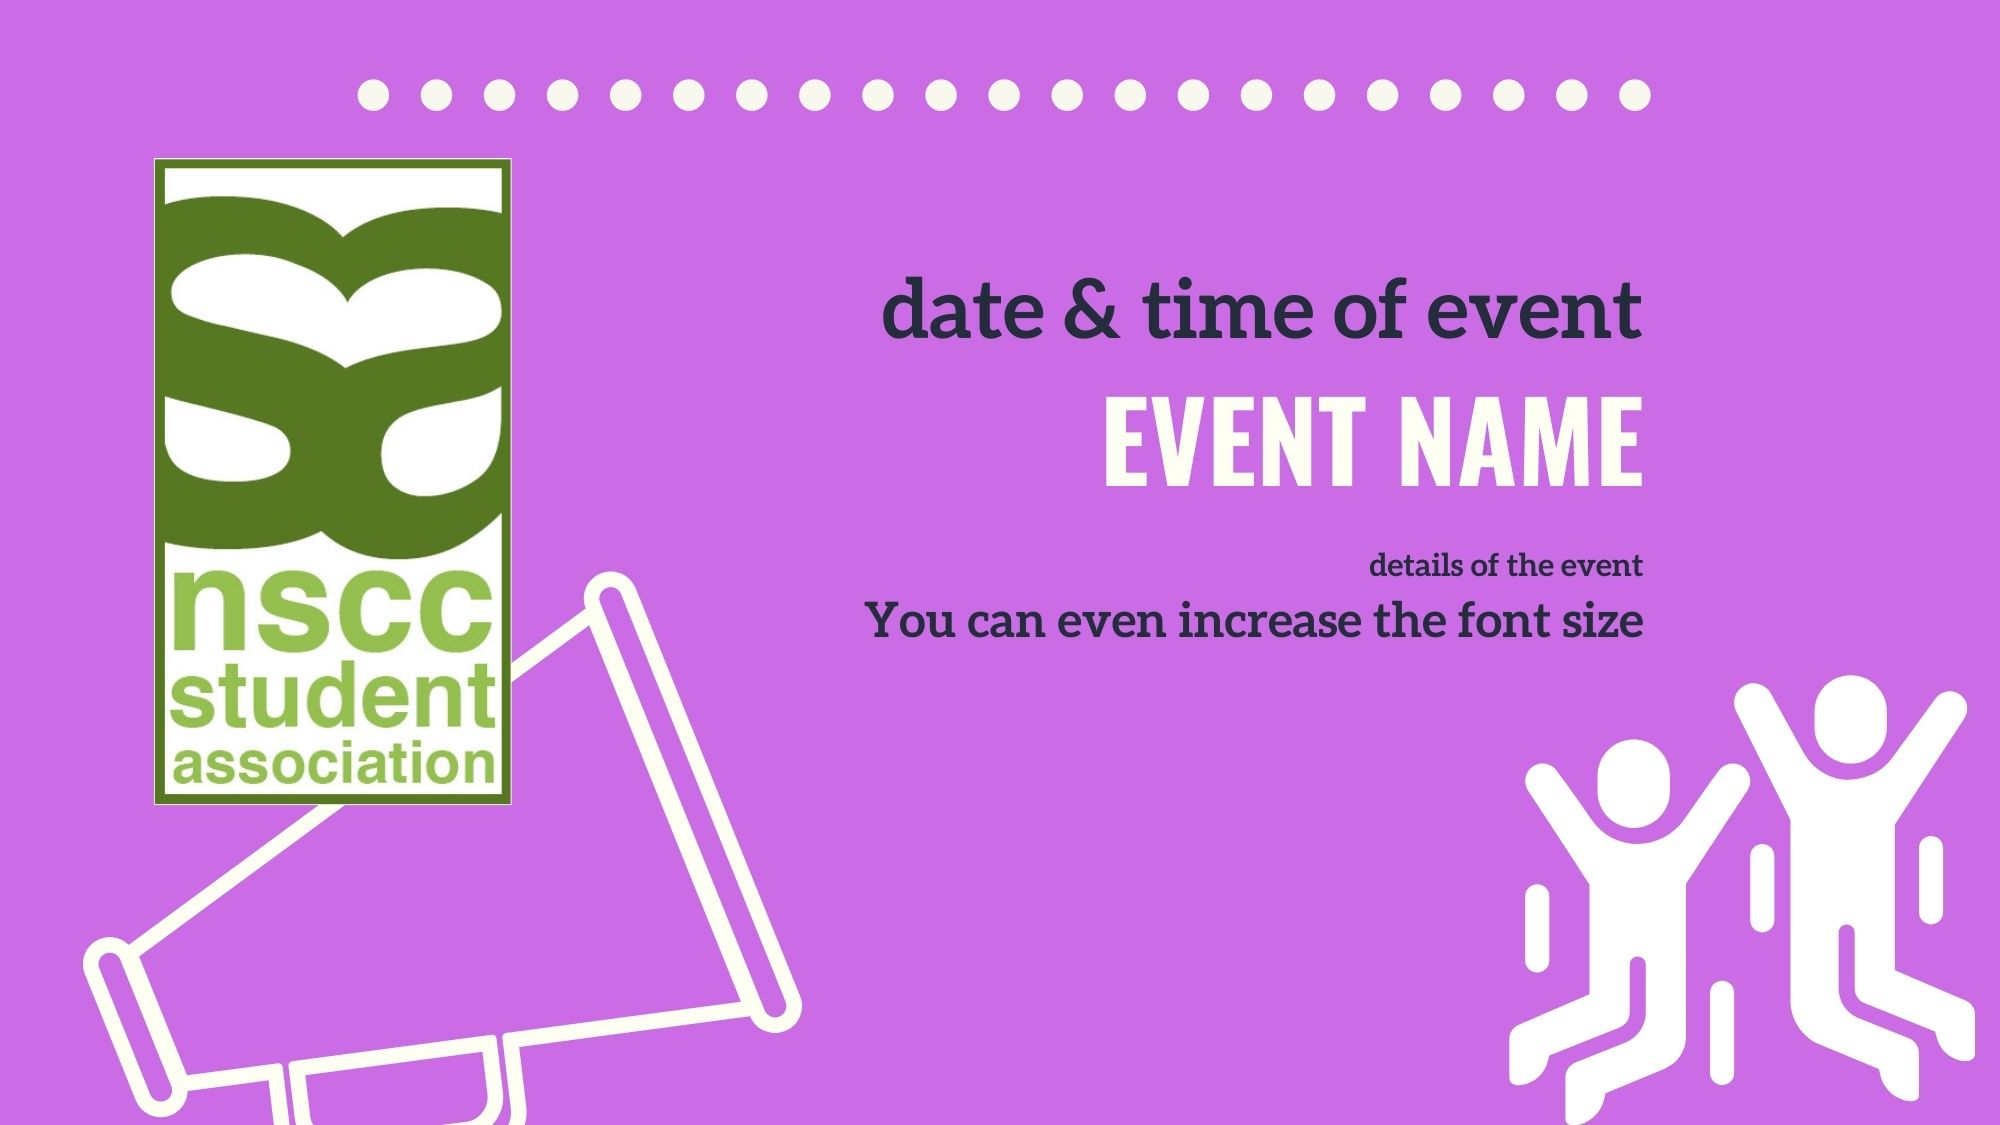 nscc
student
association
date & time of event
EVENT NAME
details of the event
You can even increase the font size